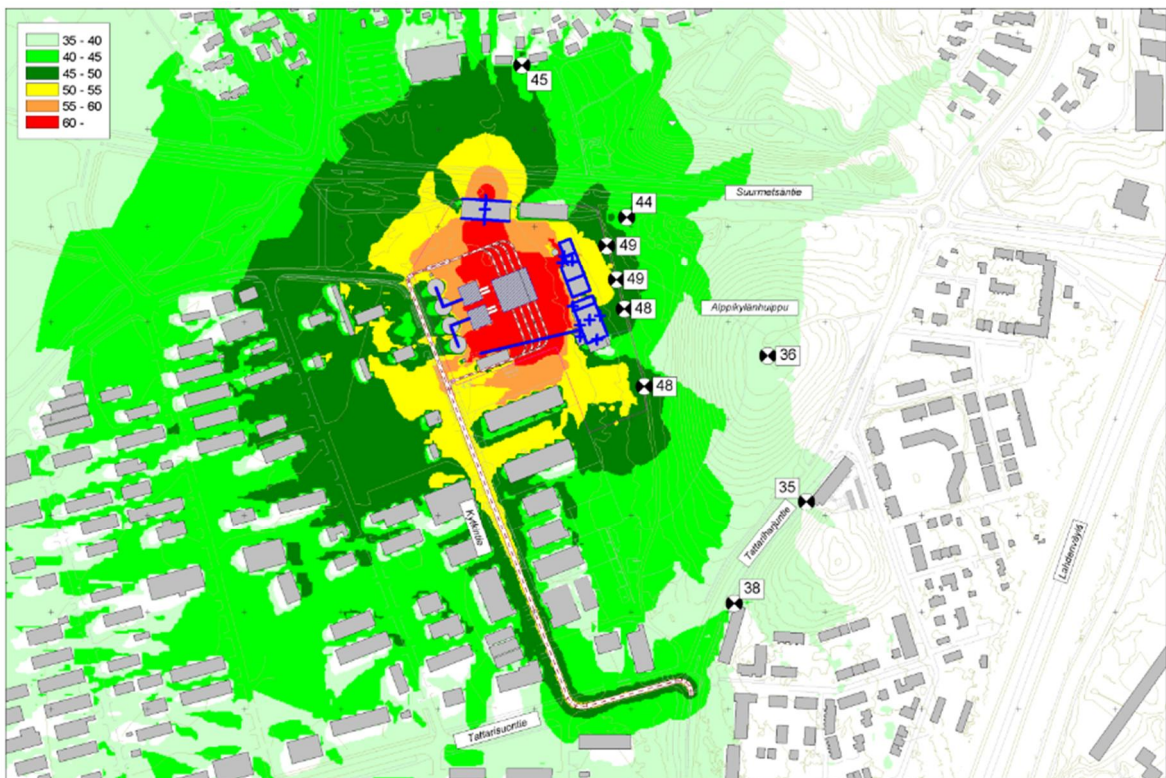 35 - 40
40 - 45
45 - 50
50 - 55
55 - 60
60 -
45
Suurmetsäntie
44
49
49
Alppikylänhuippu
48
36
48
35
Kytkintie
Tattariharjuntie
Lahdenväylä
38
Tattarisuontie